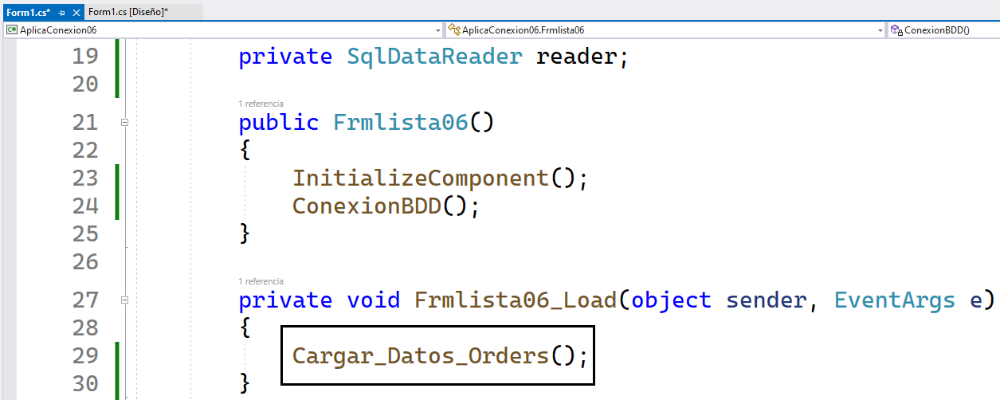 Form1.cs* Form1.cs [Diseño]*
C# AplicaConexion06 AplicaConexion06.Frmlista06 ConexionBDD()
19 private SqlDataReader reader;
20
1 referencia
21 public Frmlista06()
22 {
23 InitializeComponent();
24 ConexionBDD();
25 }
26
1 referencia
27 private void Frmlista06_Load(object sender, EventArgs e)
28 {
29 Cargar_Datos_Orders();
30 }